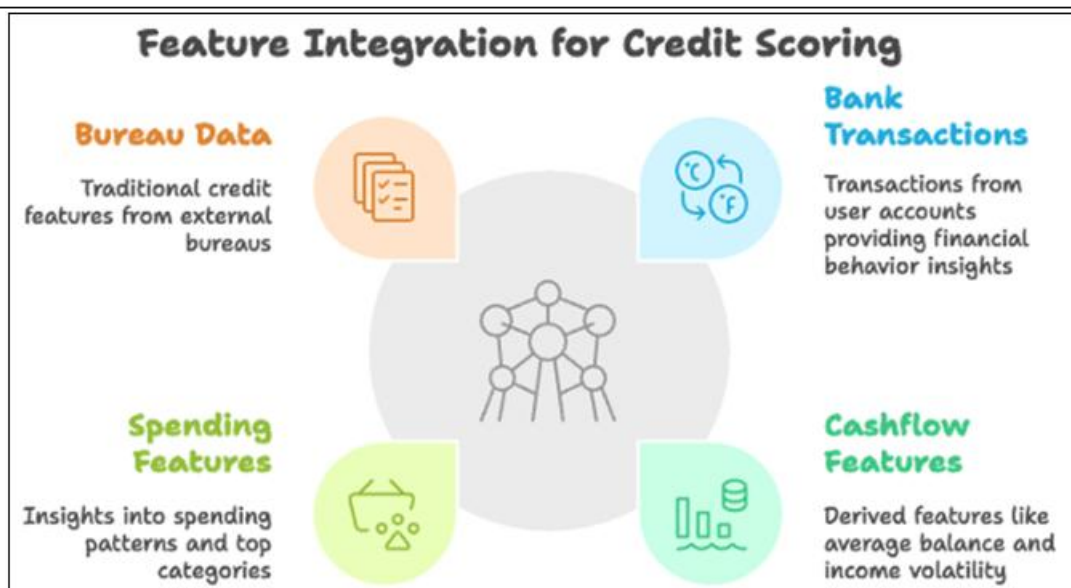 Feature Integration for Credit Scoring
Bureau Data
Traditional credit
features from external
bureaus
Bank
Transactions
°C
°F
Transactions from
user accounts
providing financial
behavior insights
Spending
Features
Insights into spending
patterns and top
categories
Cashflow
Features
Derived features like
average balance and
income volatility